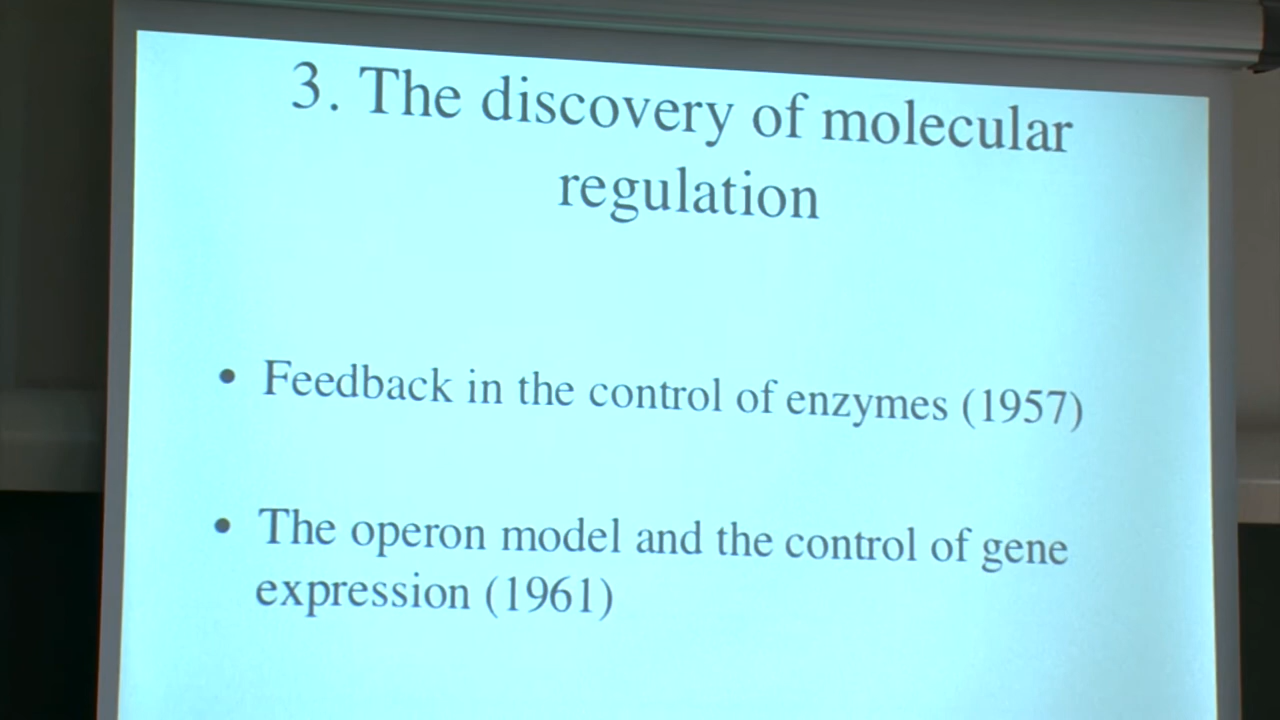 3. The discovery of molecular
regulation
• Feedback in the control of enzymes (1957)
• The operon model and the control of gene
expression (1961)